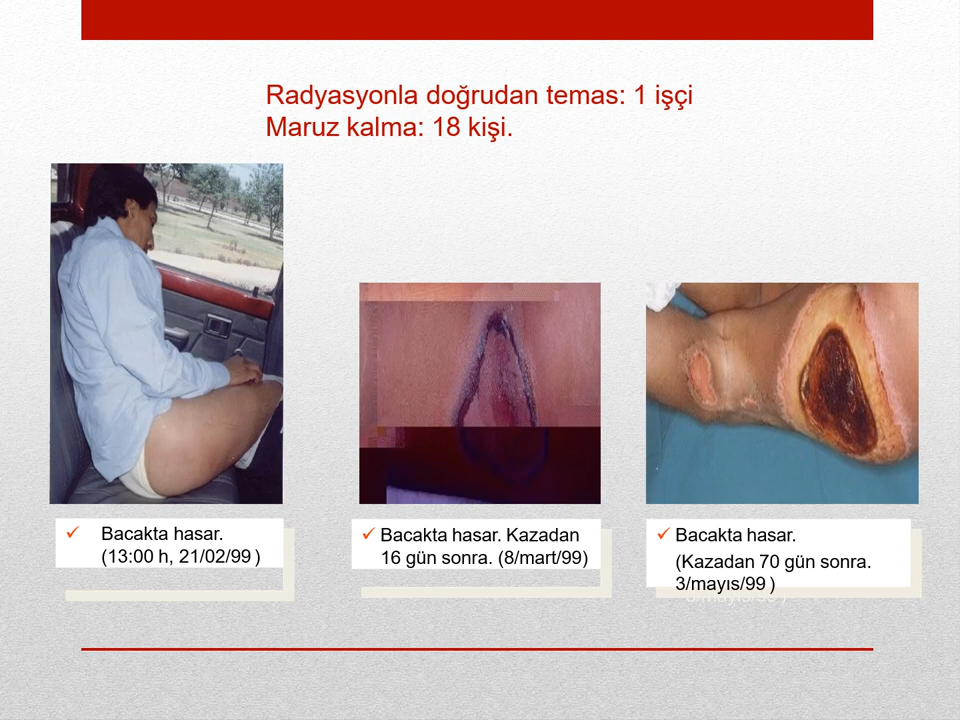 Radyasyonla doğrudan temas: 1 işçi
Maruz kalma: 18 kişi.
Bacakta hasar.
(13:00 h, 21/02/99 )
Bacakta hasar. Kazadan
16 gün sonra. (8/mart/99)
Bacakta hasar.
(Kazadan 70 gün sonra.
3/mayıs/99 )